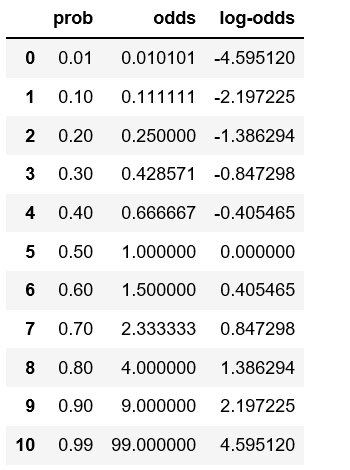 prob odds log-odds
0 0.01 0.010101 -4.595120
1 0.10 0.111111 -2.197225
2 0.20 0.250000 -1.386294
3 0.30 0.428571 -0.847298
4 0.40 0.666667 -0.405465
5 0.50 1.000000 0.000000
6 0.60 1.500000 0.405465
7 0.70 2.333333 0.847298
8 0.80 4.000000 1.386294
9 0.90 9.000000 2.197225
10 0.99 99.000000 4.595120